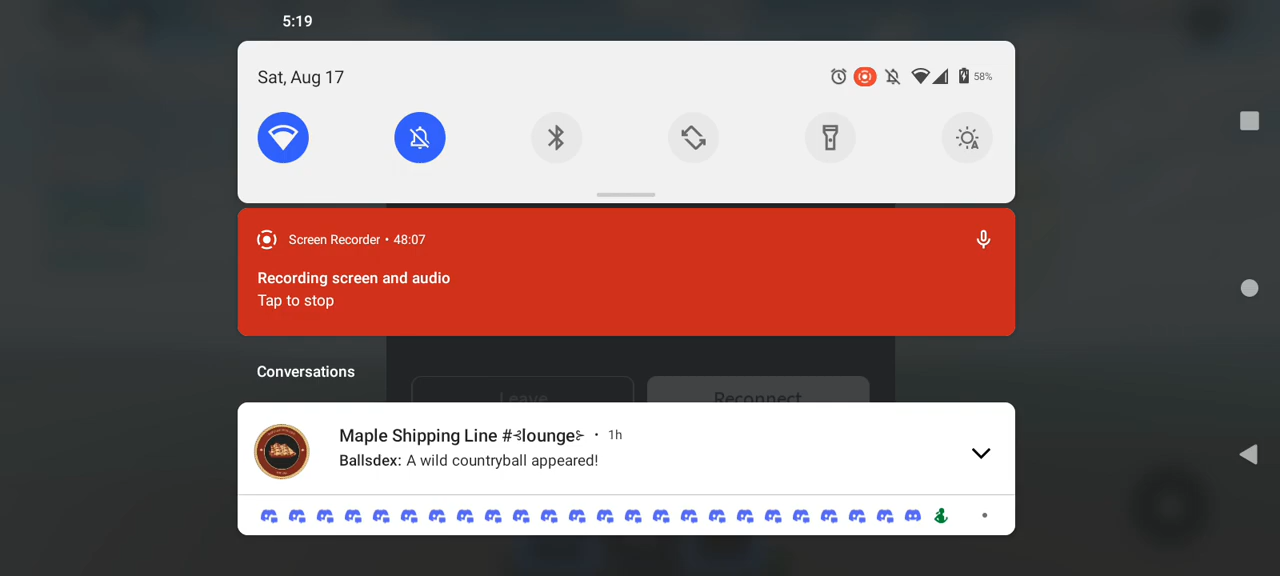 5:19
Sat, Aug 17
58%
Screen Recorder • 48:07
Recording screen and audio
Tap to stop
Conversations
Leave
Reconnect
Maple Shipping Line #⊰lounge⊱ • 1h
Ballsdex: A wild countryball appeared!